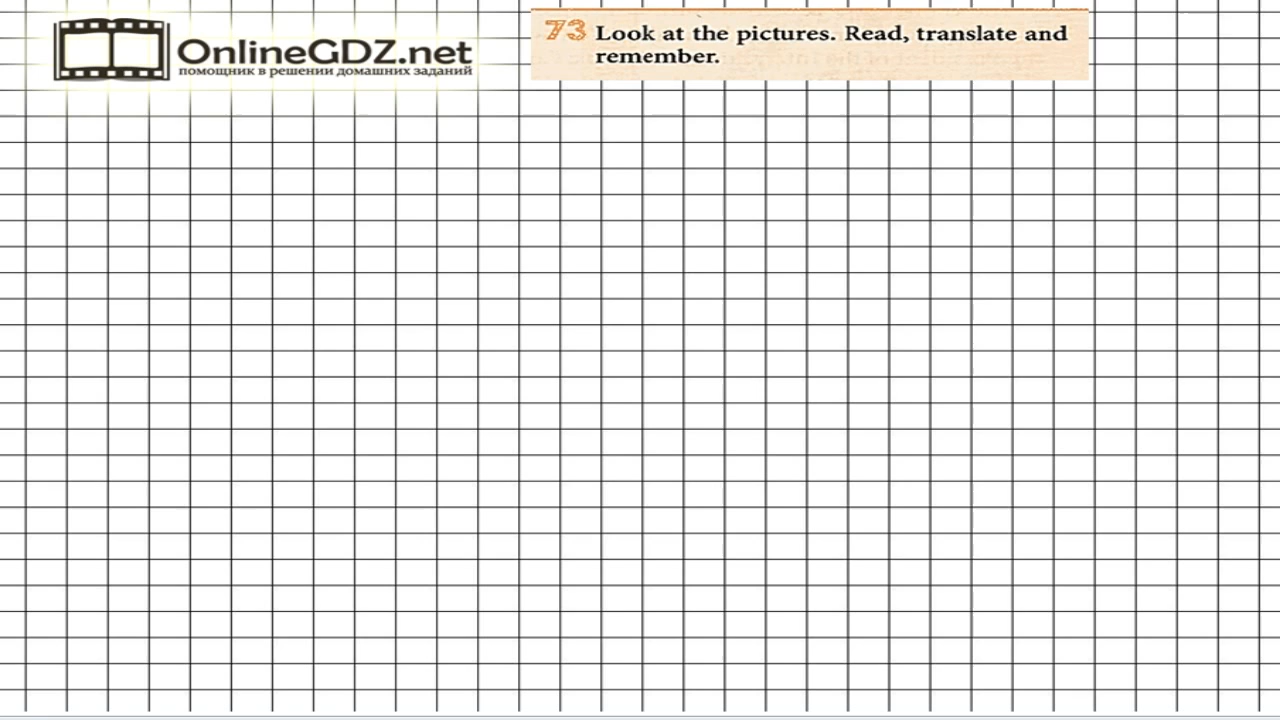 OnlineGDZ.net
помощник в решении домашних заданий
73 Look at the pictures. Read, translate and
remember.